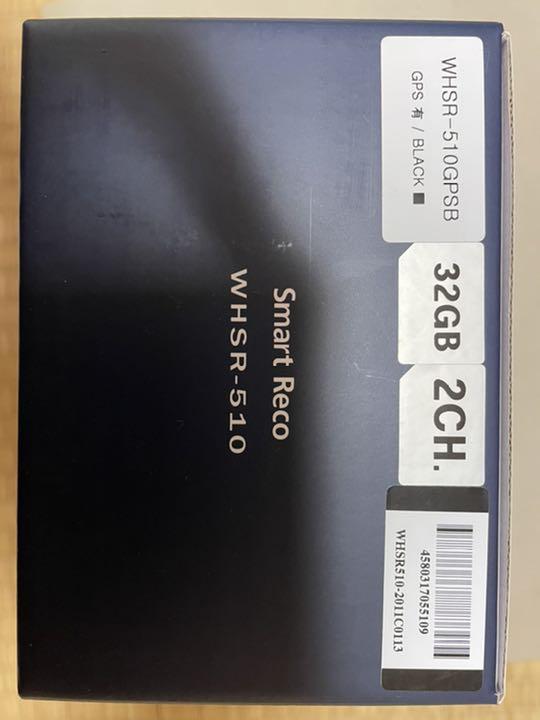 WHSR-510GPSB
GPS 有 / BLACK ■
32GB
2CH.
4580317055109
WHSR510-2011C0113
Smart Reco
WHSR-510